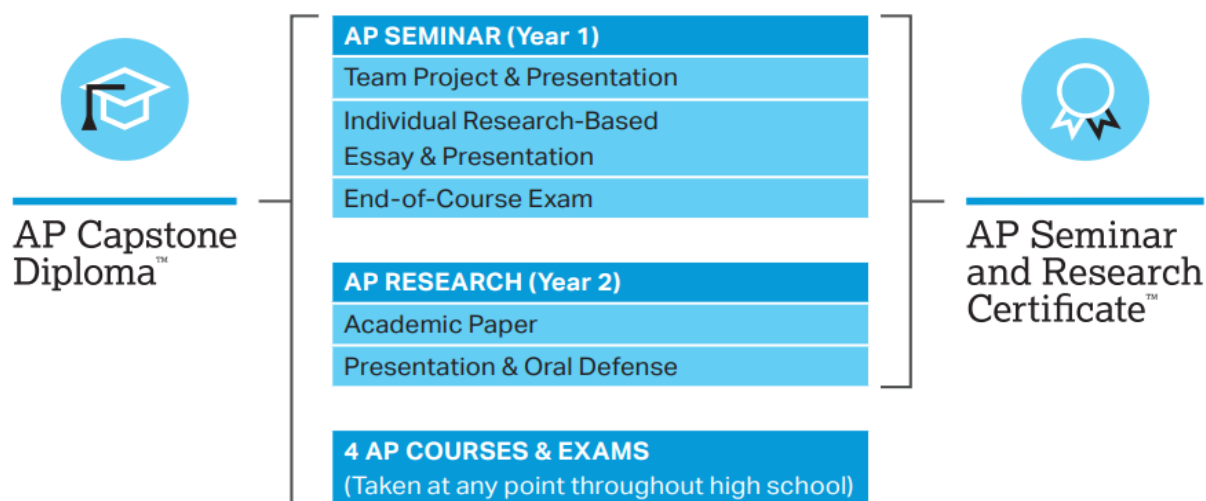 AP Capstone
Diploma™
AP SEMINAR (Year 1)
Team Project & Presentation
Individual Research-Based
Essay & Presentation
End-of-Course Exam
AP RESEARCH (Year 2)
Academic Paper
Presentation & Oral Defense
4 AP COURSES & EXAMS
(Taken at any point throughout high school)
AP Seminar
and Research
Certificate™